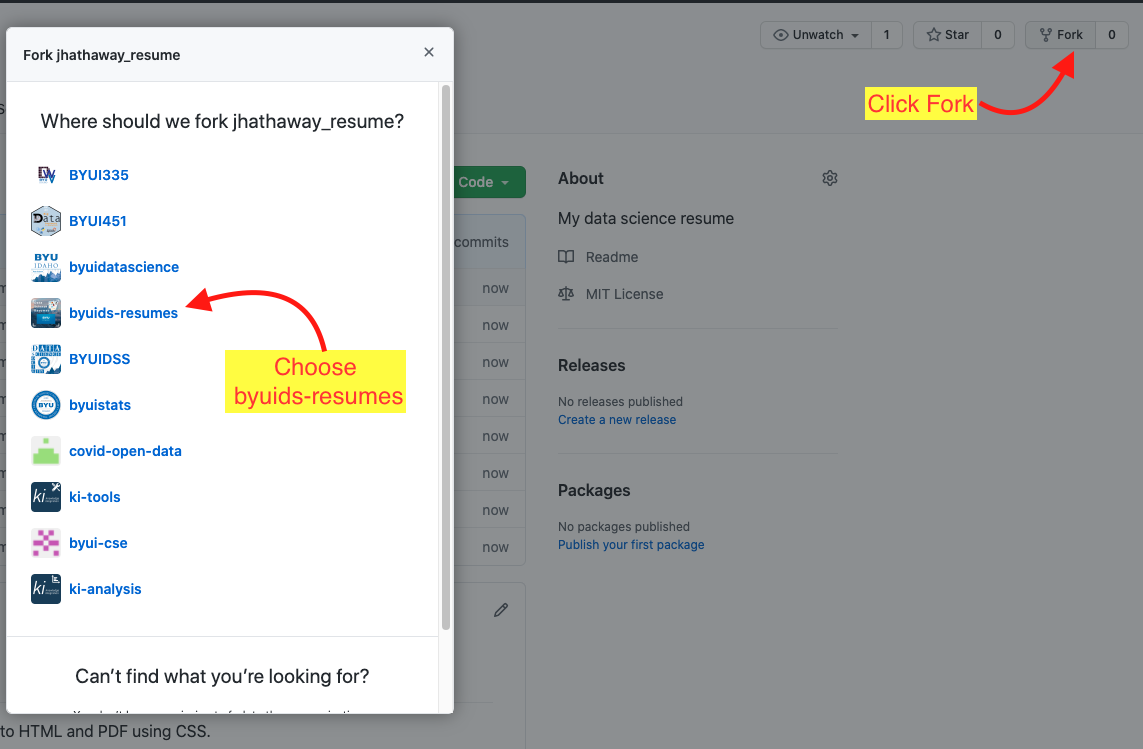 Fork jhathaway_resume
Unwatch 1 Star 0 Fork 0
Click Fork
Where should we fork jhathaway_resume?
BYUI335
BYUI451
byuidatascience
byuids-resumes
BYUIDSS
byuistats
covid-open-data
ki-tools
byui-cse
ki-analysis
Choose
byuids-resumes
Can’t find what you’re looking for?
Code
commits
now
now
now
now
now
now
now
now
About
My data science resume
Readme
MIT License
Releases
No releases published
Create a new release
Packages
No packages published
Publish your first package
to HTML and PDF using CSS.